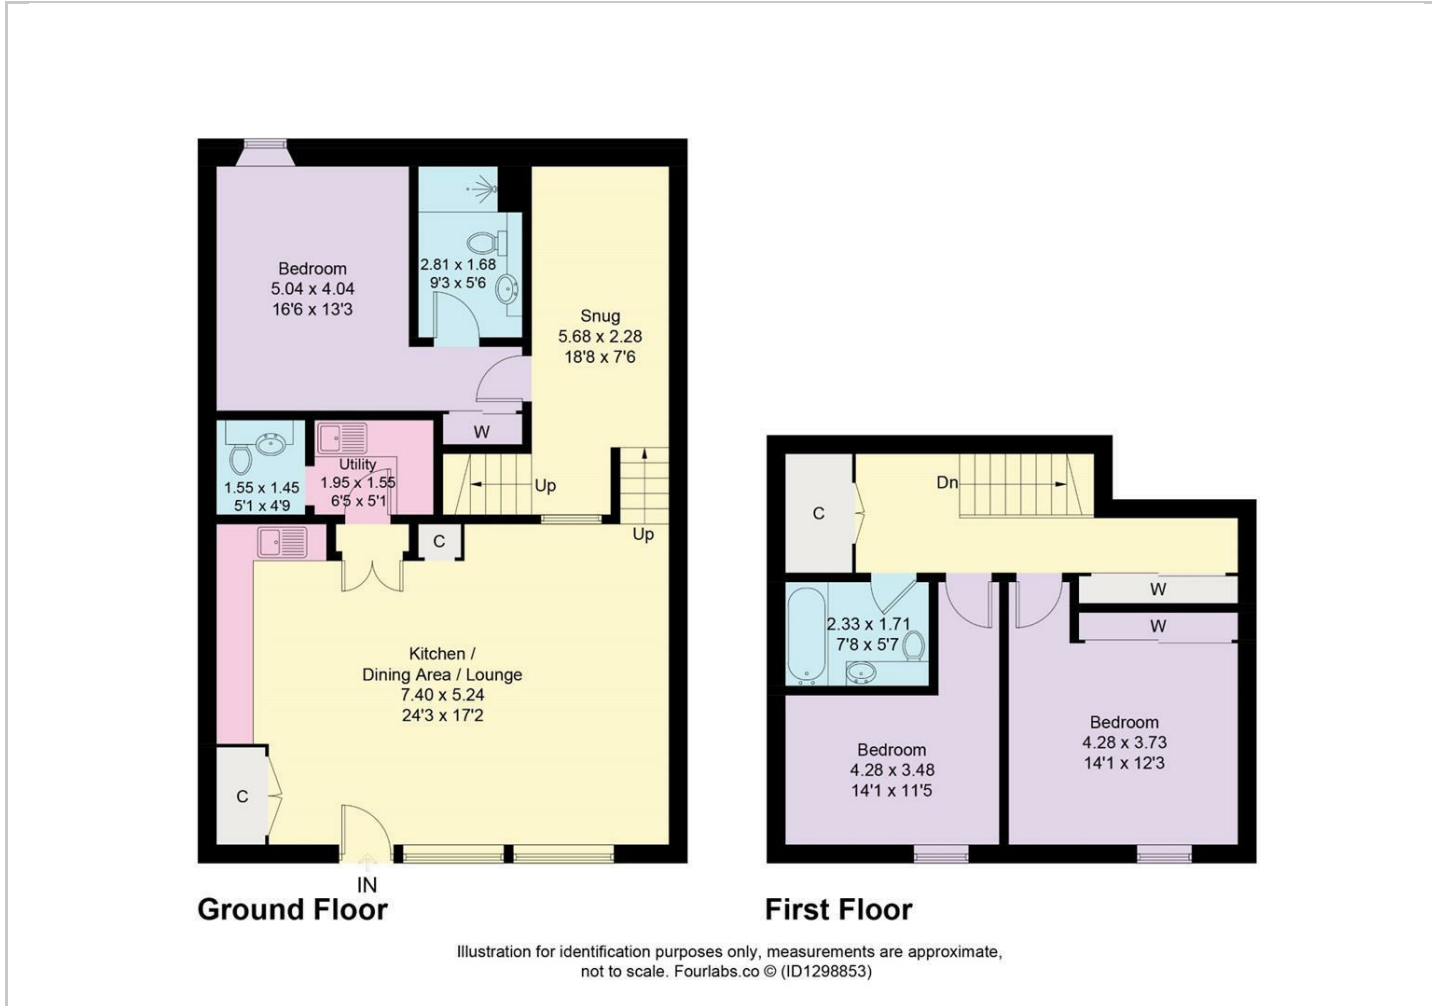 Bedroom
5.04 x 4.04
16'6 x 13'3
2.81 x 1.68
9'3 x 5'6
Snug
5.68 x 2.28
18'8 x 7'6
W
Utility
1.95 x 1.55
6'5 x 5'1
1.55 x 1.45
5'1 x 4'9
Up
Up
C
Kitchen /
Dining Area / Lounge
7.40 x 5.24
24'3 x 17'2
C
IN
Ground Floor
Dn
C
W
W
2.33 x 1.71
7'8 x 5'7
Bedroom
4.28 x 3.48
14'1 x 11'5
Bedroom
4.28 x 3.73
14'1 x 12'3
First Floor
Illustration for identification purposes only, measurements are approximate,
not to scale. Fourlabs.co © (ID1298853)